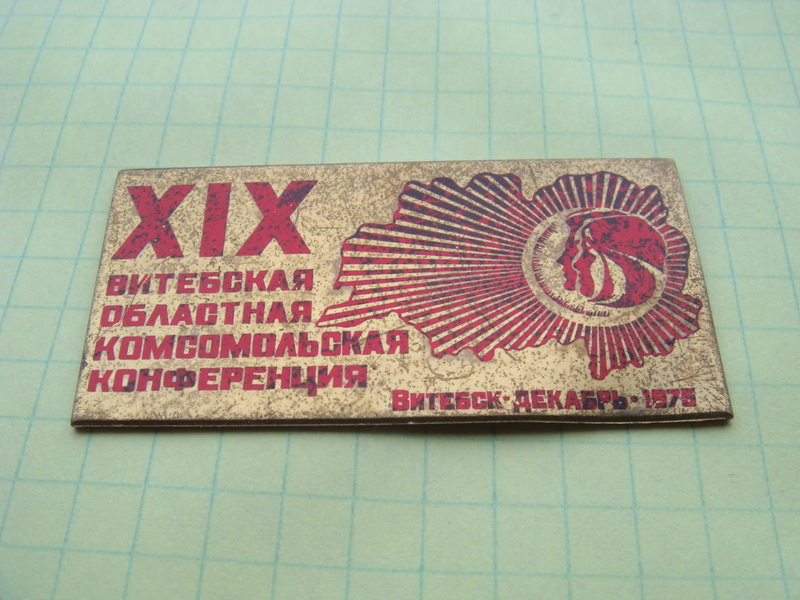 XIX
ВИТЕБСКАЯ
ОБЛАСТНАЯ
КОМСОМОЛЬСКАЯ
КОНФЕРЕНЦИЯ
ВИТЕБСК·ДЕКАБРЬ·1975